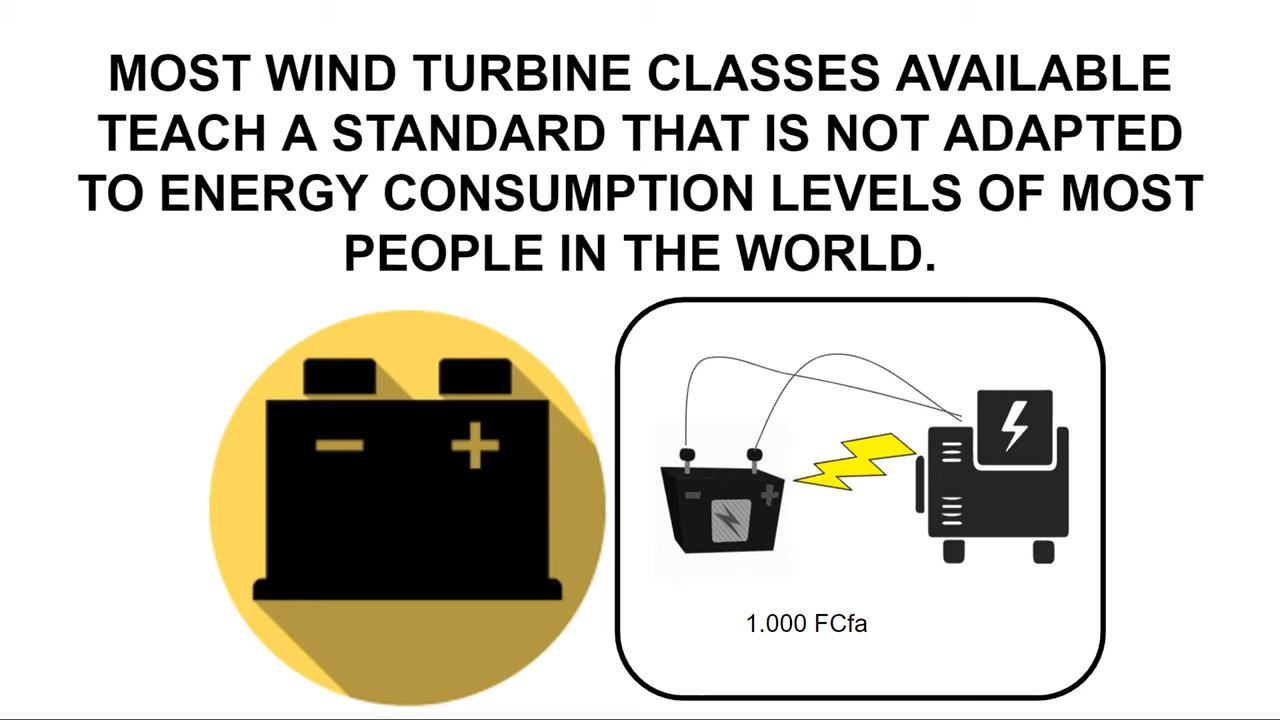 MOST WIND TURBINE CLASSES AVAILABLE
TEACH A STANDARD THAT IS NOT ADAPTED
TO ENERGY CONSUMPTION LEVELS OF MOST
PEOPLE IN THE WORLD.
1.000 FCfa